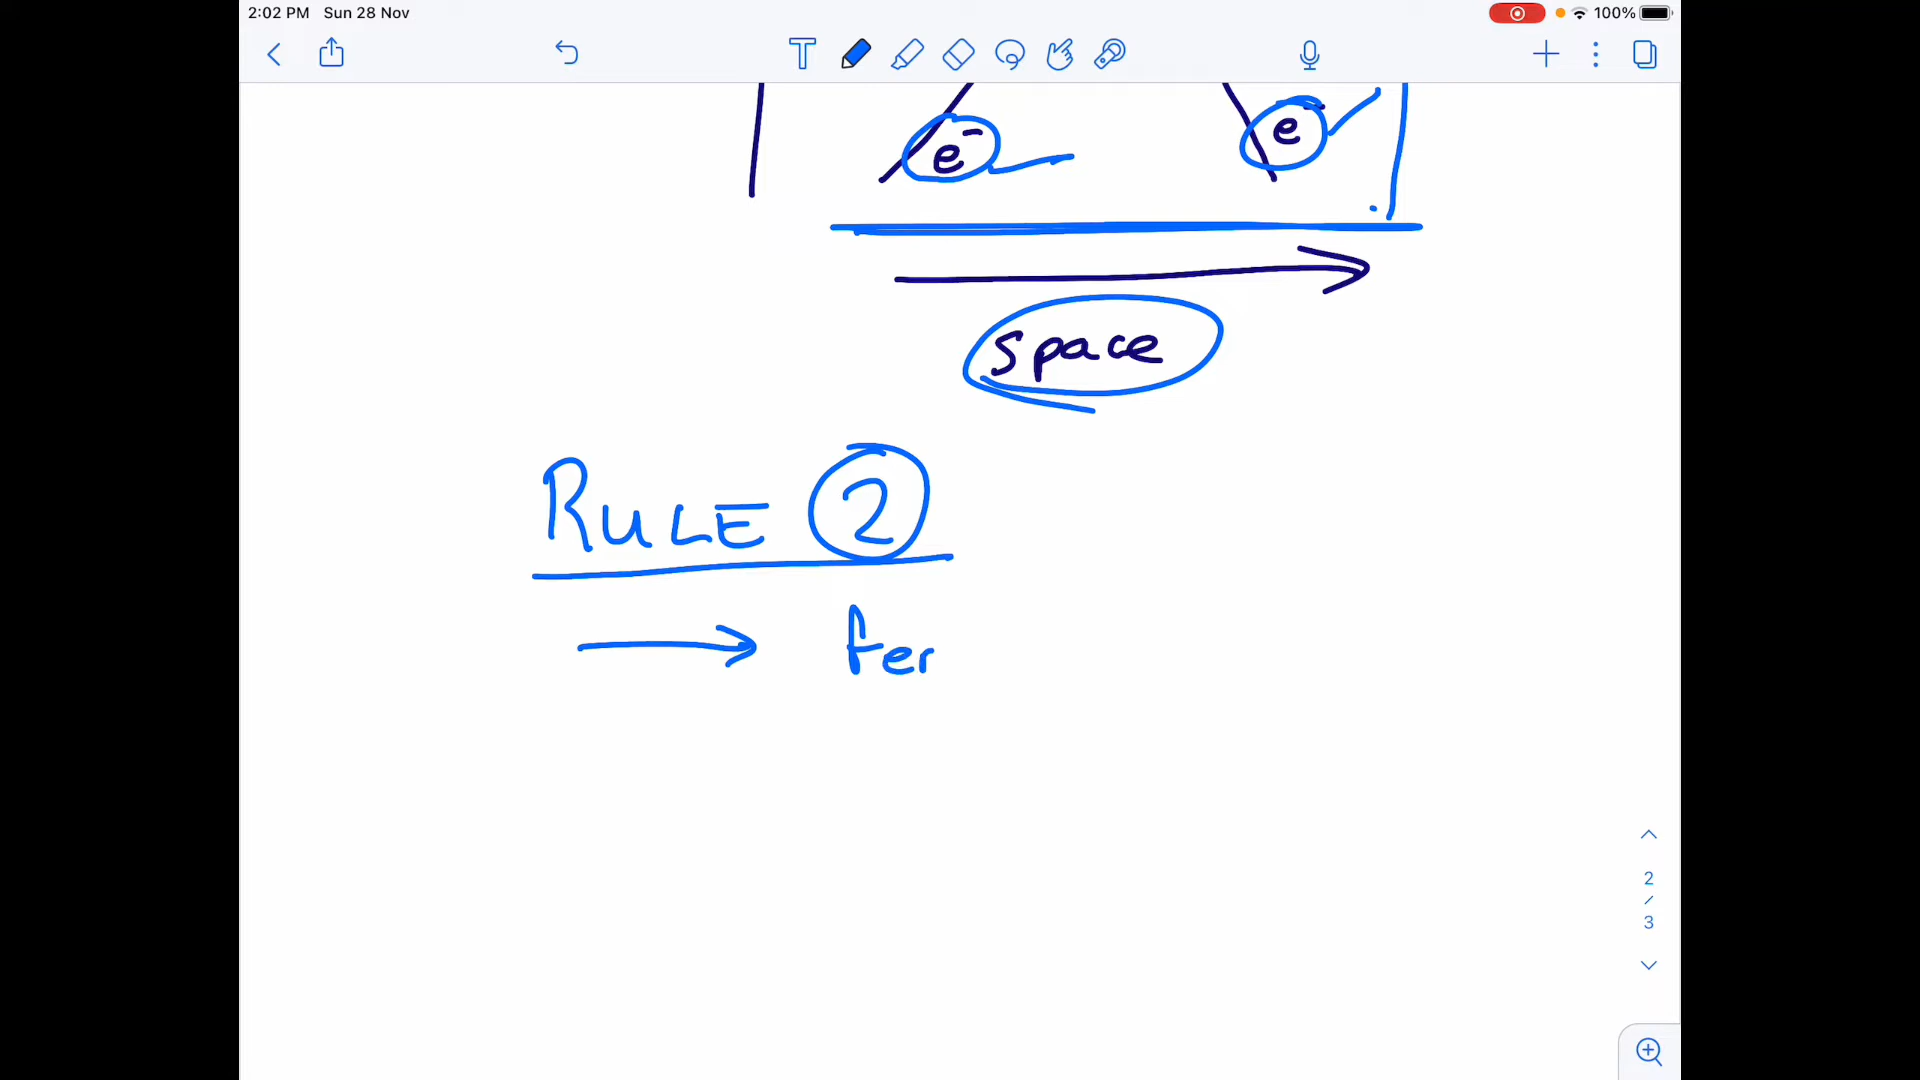 2:02 PM Sun 28 Nov 100%
T
e⁻ e⁻
space
RULE 2
→ fer
2
/
3